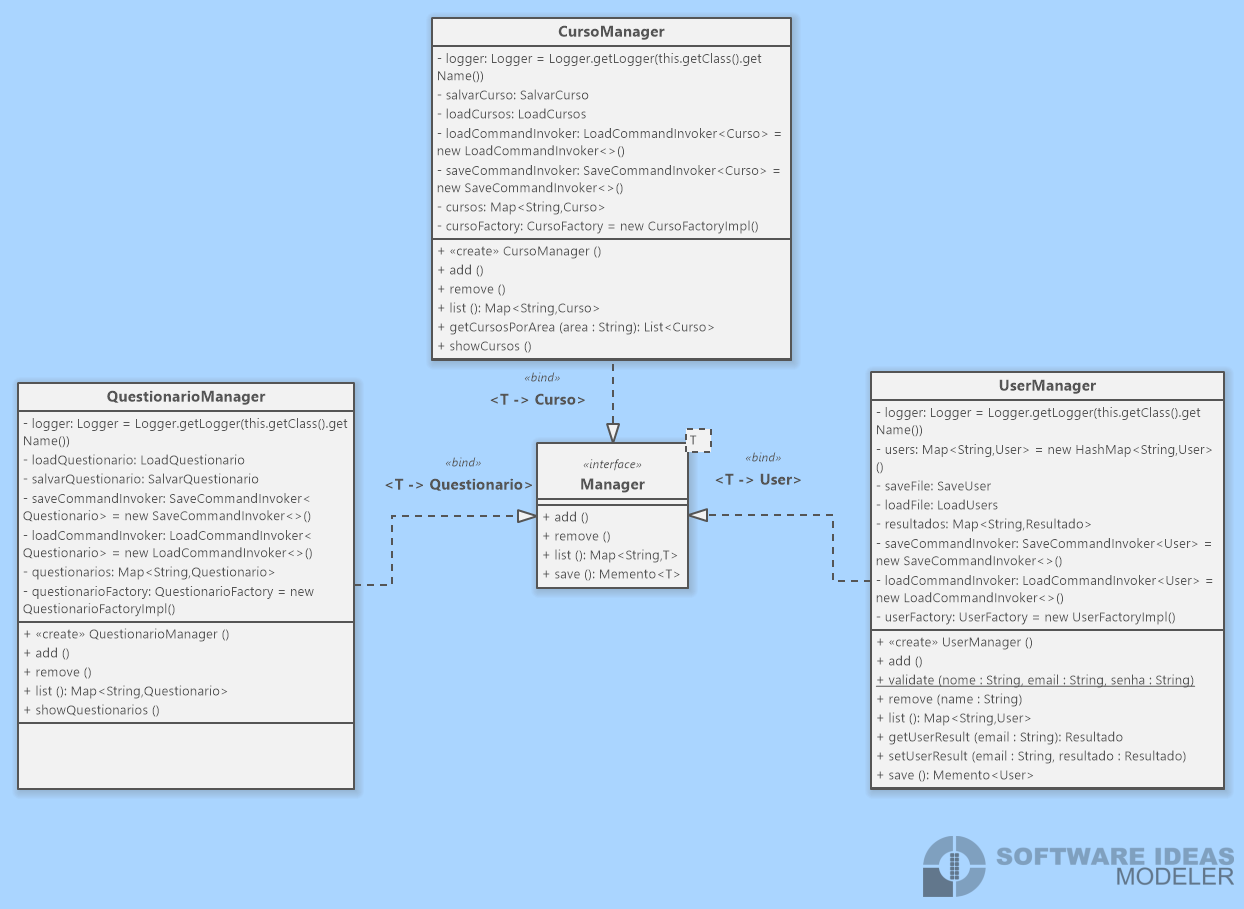 CursoManager
- logger: Logger = Logger.getLogger(this.getClass().get
Name())
- salvarCurso: SalvarCurso
- loadCursos: LoadCursos
- loadCommandInvoker: LoadCommandInvoker<Curso> =
new LoadCommandInvoker<>()
- saveCommandInvoker: SaveCommandInvoker<Curso> =
new SaveCommandInvoker<>()
- cursos: Map<String,Curso>
- cursoFactory: CursoFactory = new CursoFactoryImpl()
+ «create» CursoManager ()
+ add ()
+ remove ()
+ list (): Map<String,Curso>
+ getCursosPorArea (area : String): List<Curso>
+ showCursos ()
«bind»
<T -> Curso>
QuestionarioManager
- logger: Logger = Logger.getLogger(this.getClass().get
Name())
- loadQuestionario: LoadQuestionario
- salvarQuestionario: SalvarQuestionario
- saveCommandInvoker: SaveCommandInvoker<
Questionario> = new SaveCommandInvoker<>()
- loadCommandInvoker: LoadCommandInvoker<
Questionario> = new LoadCommandInvoker<>()
- questionarios: Map<String,Questionario>
- questionarioFactory: QuestionarioFactory = new
QuestionarioFactoryImpl()
+ «create» QuestionarioManager ()
+ add ()
+ remove ()
+ list (): Map<String,Questionario>
+ showQuestionarios ()
«bind»
<T -> Questionario>
T
«interface»
Manager
+ add ()
+ remove ()
+ list (): Map<String,T>
+ save (): Memento<T>
«bind»
<T -> User>
UserManager
- logger: Logger = Logger.getLogger(this.getClass().get
Name())
- users: Map<String,User> = new HashMap<String,User>
()
- saveFile: SaveUser
- loadFile: LoadUsers
- resultados: Map<String,Resultado>
- saveCommandInvoker: SaveCommandInvoker<User> =
new SaveCommandInvoker<>()
- loadCommandInvoker: LoadCommandInvoker<User> =
new LoadCommandInvoker<>()
- userFactory: UserFactory = new UserFactoryImpl()
+ «create» UserManager ()
+ add ()
+ validate (nome : String, email : String, senha : String)
+ remove (name : String)
+ list (): Map<String,User>
+ getUserResult (email : String): Resultado
+ setUserResult (email : String, resultado : Resultado)
+ save (): Memento<User>
SOFTWARE IDEAS
MODELER